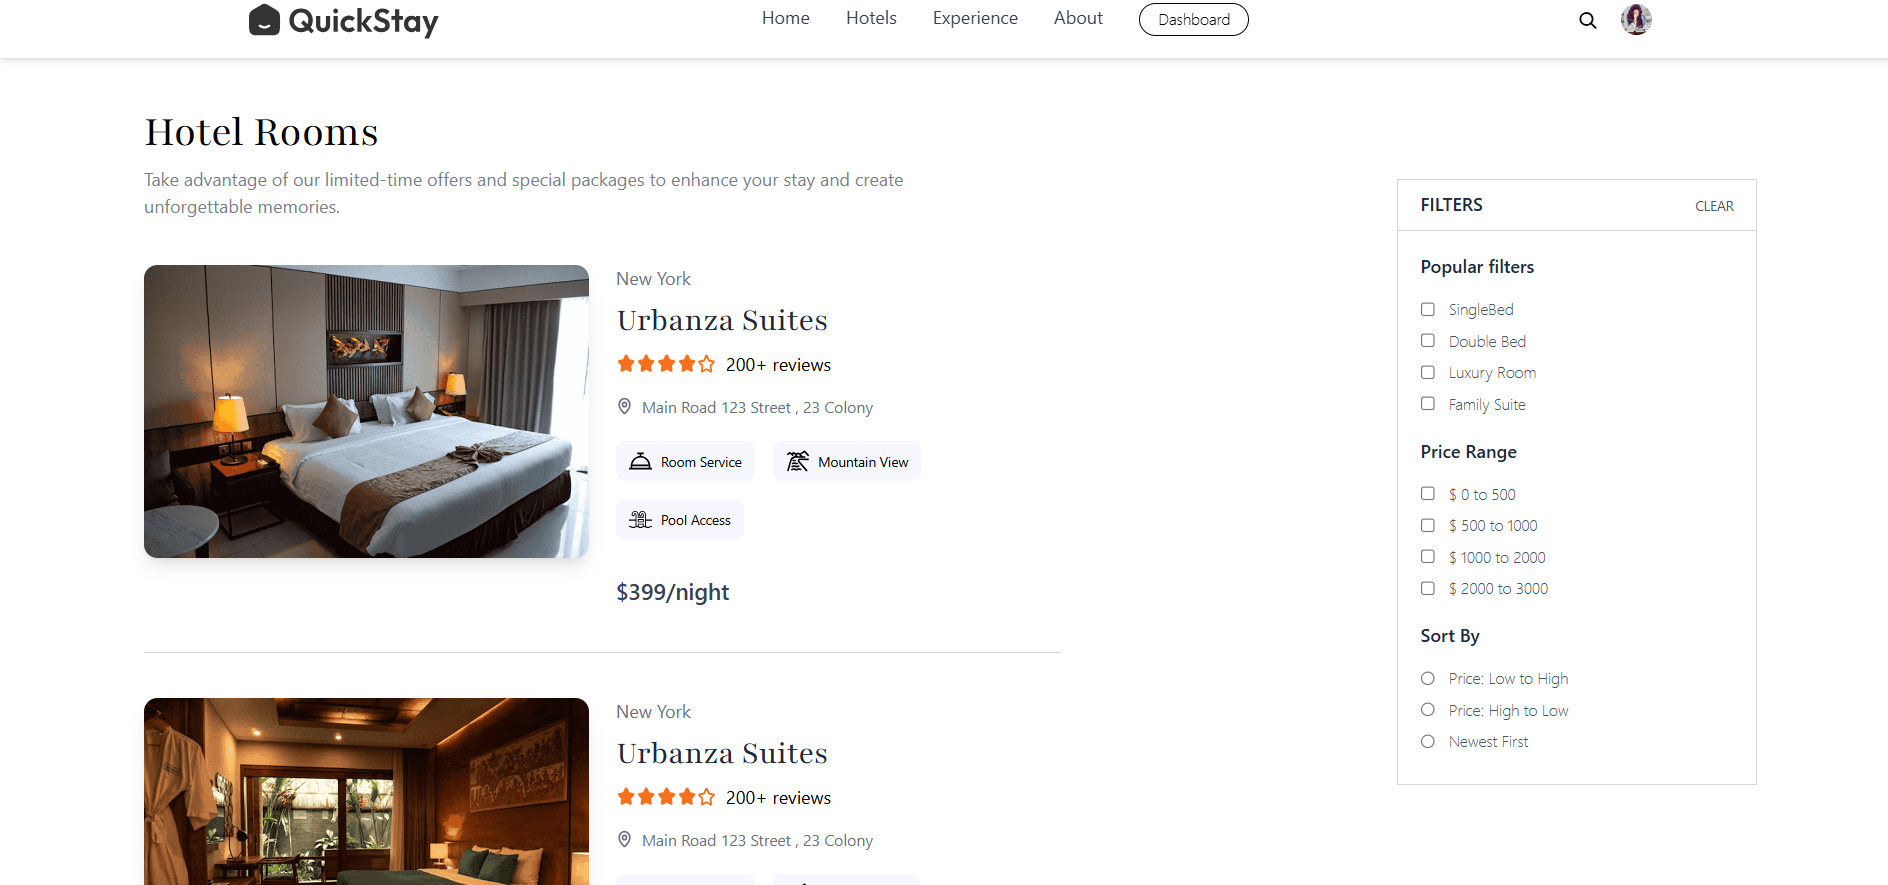 QuickStay
Home
Hotels
Experience
About
Dashboard
Hotel Rooms
Take advantage of our limited-time offers and special packages to enhance your stay and create
unforgettable memories.
New York
Urbanza Suites
200+ reviews
Main Road 123 Street , 23 Colony
Room Service
Mountain View
Pool Access
$399/night
New York
Urbanza Suites
200+ reviews
Main Road 123 Street , 23 Colony
FILTERS
CLEAR
Popular filters
SingleBed
Double Bed
Luxury Room
Family Suite
Price Range
$ 0 to 500
$ 500 to 1000
$ 1000 to 2000
$ 2000 to 3000
Sort By
Price: Low to High
Price: High to Low
Newest First